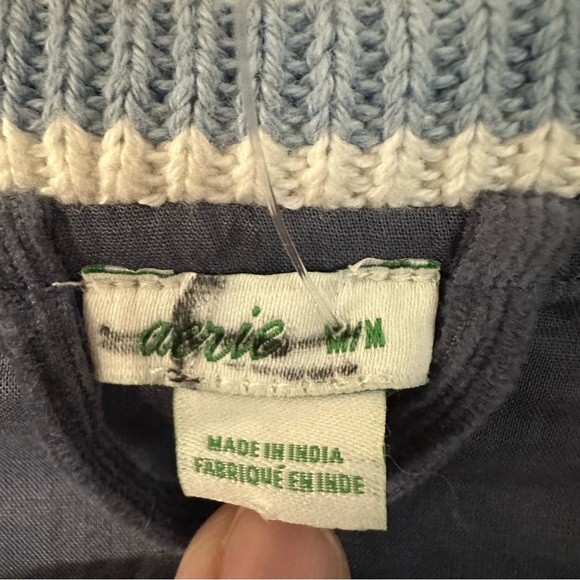 aerie M/M
MADE IN INDIA
FABRIQUÉ EN INDE